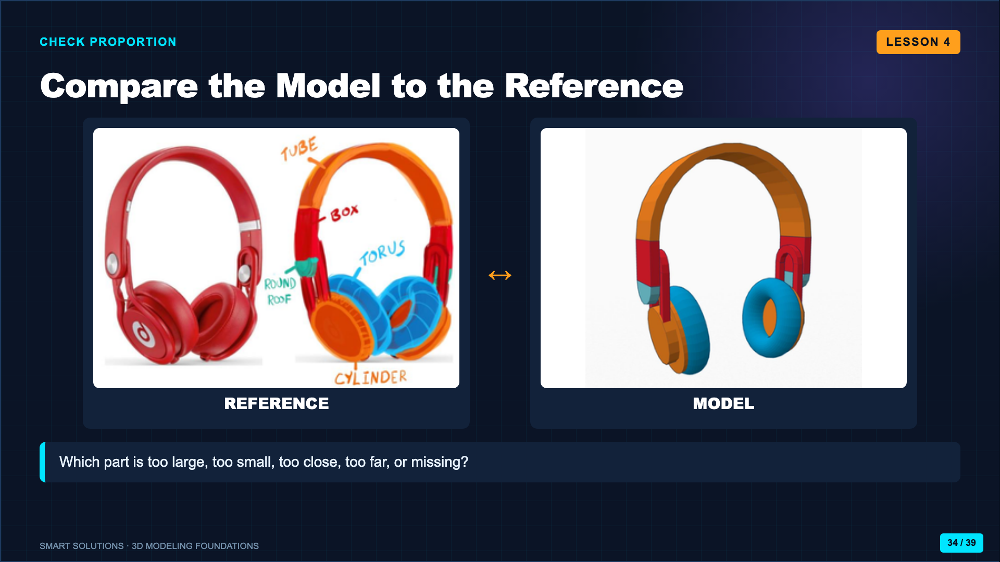 CHECK PROPORTION
LESSON 4
Compare the Model to the Reference
TUBE
BOX
TORUS
ROUND
ROOF
CYLINDER
REFERENCE
↔
MODEL
Which part is too large, too small, too close, too far, or missing?
SMART SOLUTIONS · 3D MODELING FOUNDATIONS
34 / 39